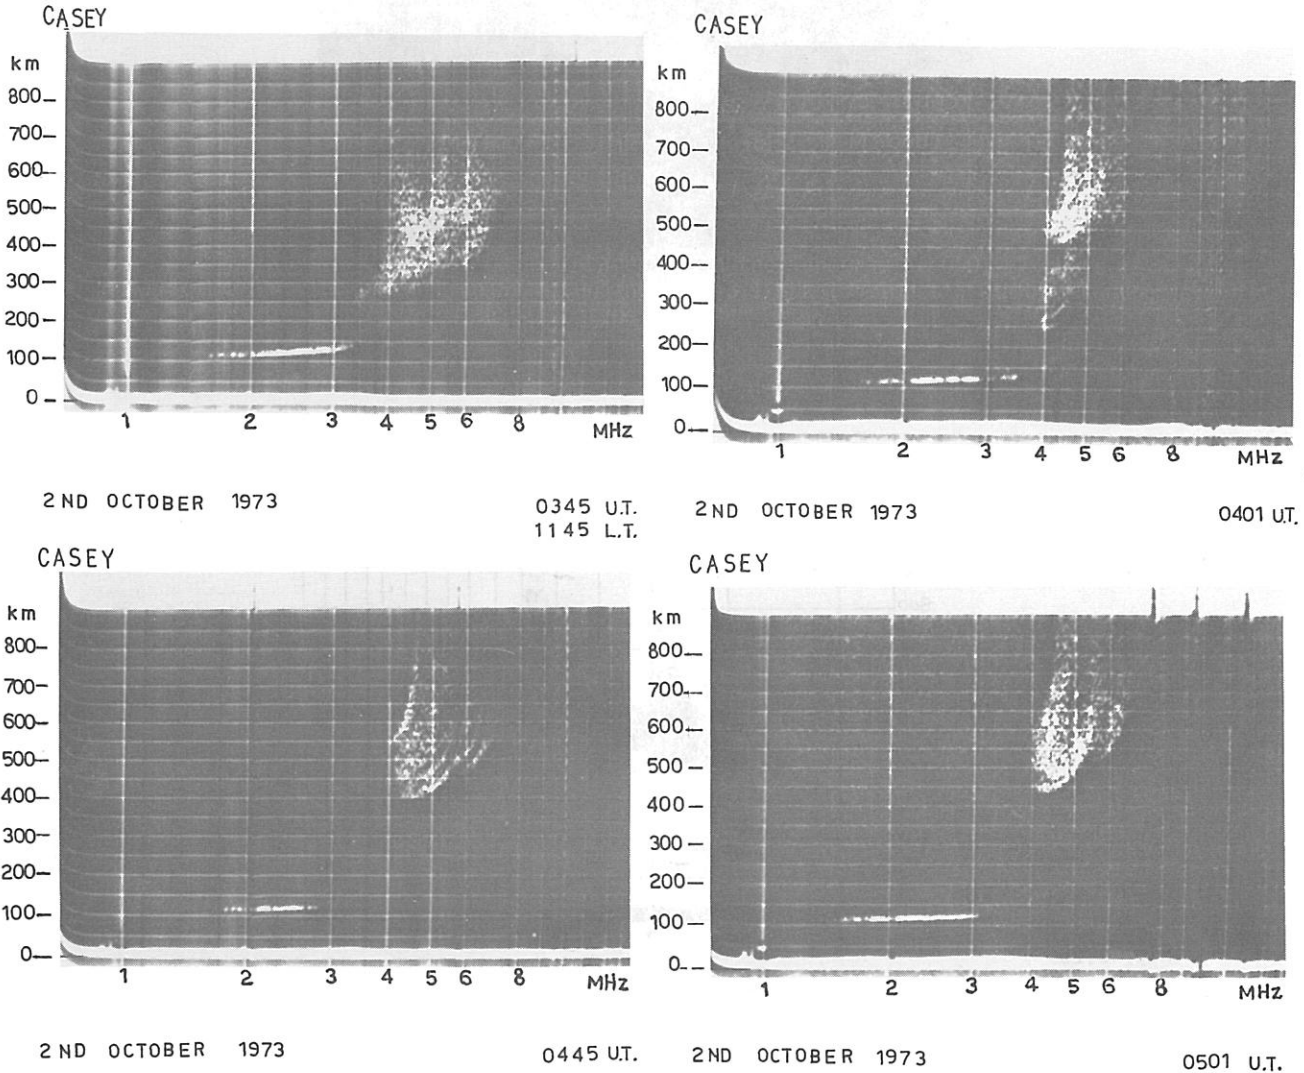 CASEY
km
800
700
600
500
400
300
200
100
0
1 2 3 4 5 6 8 MHz
2ND OCTOBER 1973 0345 U.T.
1145 L.T.
CASEY
km
800
700
600
500
400
300
200
100
0
1 2 3 4 5 6 8 MHz
2ND OCTOBER 1973 0401 U.T.
CASEY
km
800
700
600
500
400
300
200
100
0
1 2 3 4 5 6 8 MHz
2ND OCTOBER 1973 0445 U.T.
CASEY
km
800
700
600
500
400
300
200
100
0
1 2 3 4 5 6 8 MHz
2ND OCTOBER 1973 0501 U.T.